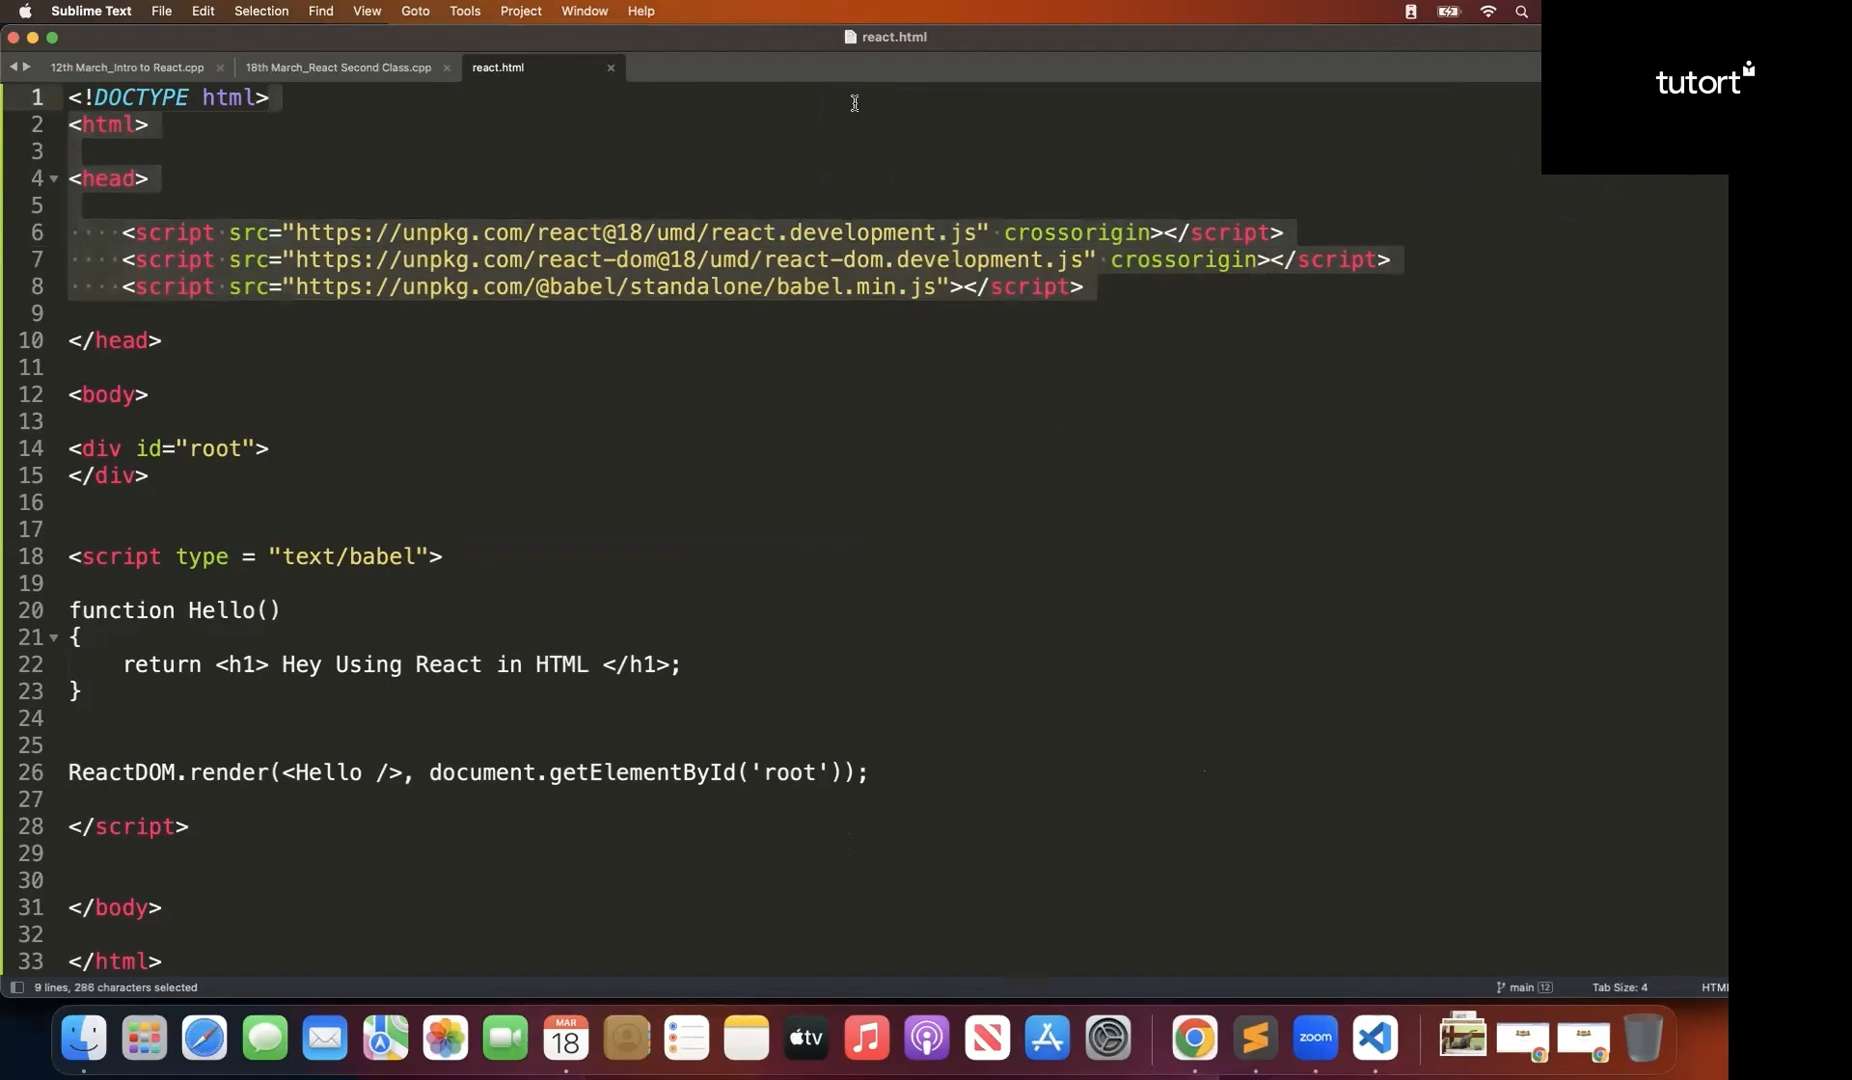 Sublime Text File Edit Selection Find View Goto Tools Project Window Help
react.html
12th March_Intro to React.cpp 18th March_React Second Class.cpp react.html
tutort
1 <!DOCTYPE html>
2 <html>
3
4 <head>
5
6 <script src="https://unpkg.com/react@18/umd/react.development.js" crossorigin></script>
7 <script src="https://unpkg.com/react-dom@18/umd/react-dom.development.js" crossorigin></script>
8 <script src="https://unpkg.com/@babel/standalone/babel.min.js"></script>
9
10 </head>
11
12 <body>
13
14 <div id="root">
15 </div>
16
17
18 <script type = "text/babel">
19
20 function Hello()
21 {
22 return <h1> Hey Using React in HTML </h1>;
23 }
24
25
26 ReactDOM.render(<Hello />, document.getElementById('root'));
27
28 </script>
29
30
31 </body>
32
33 </html>
9 lines, 286 characters selected main 12 Tab Size: 4 HTML
MAR
18
tv
zoom